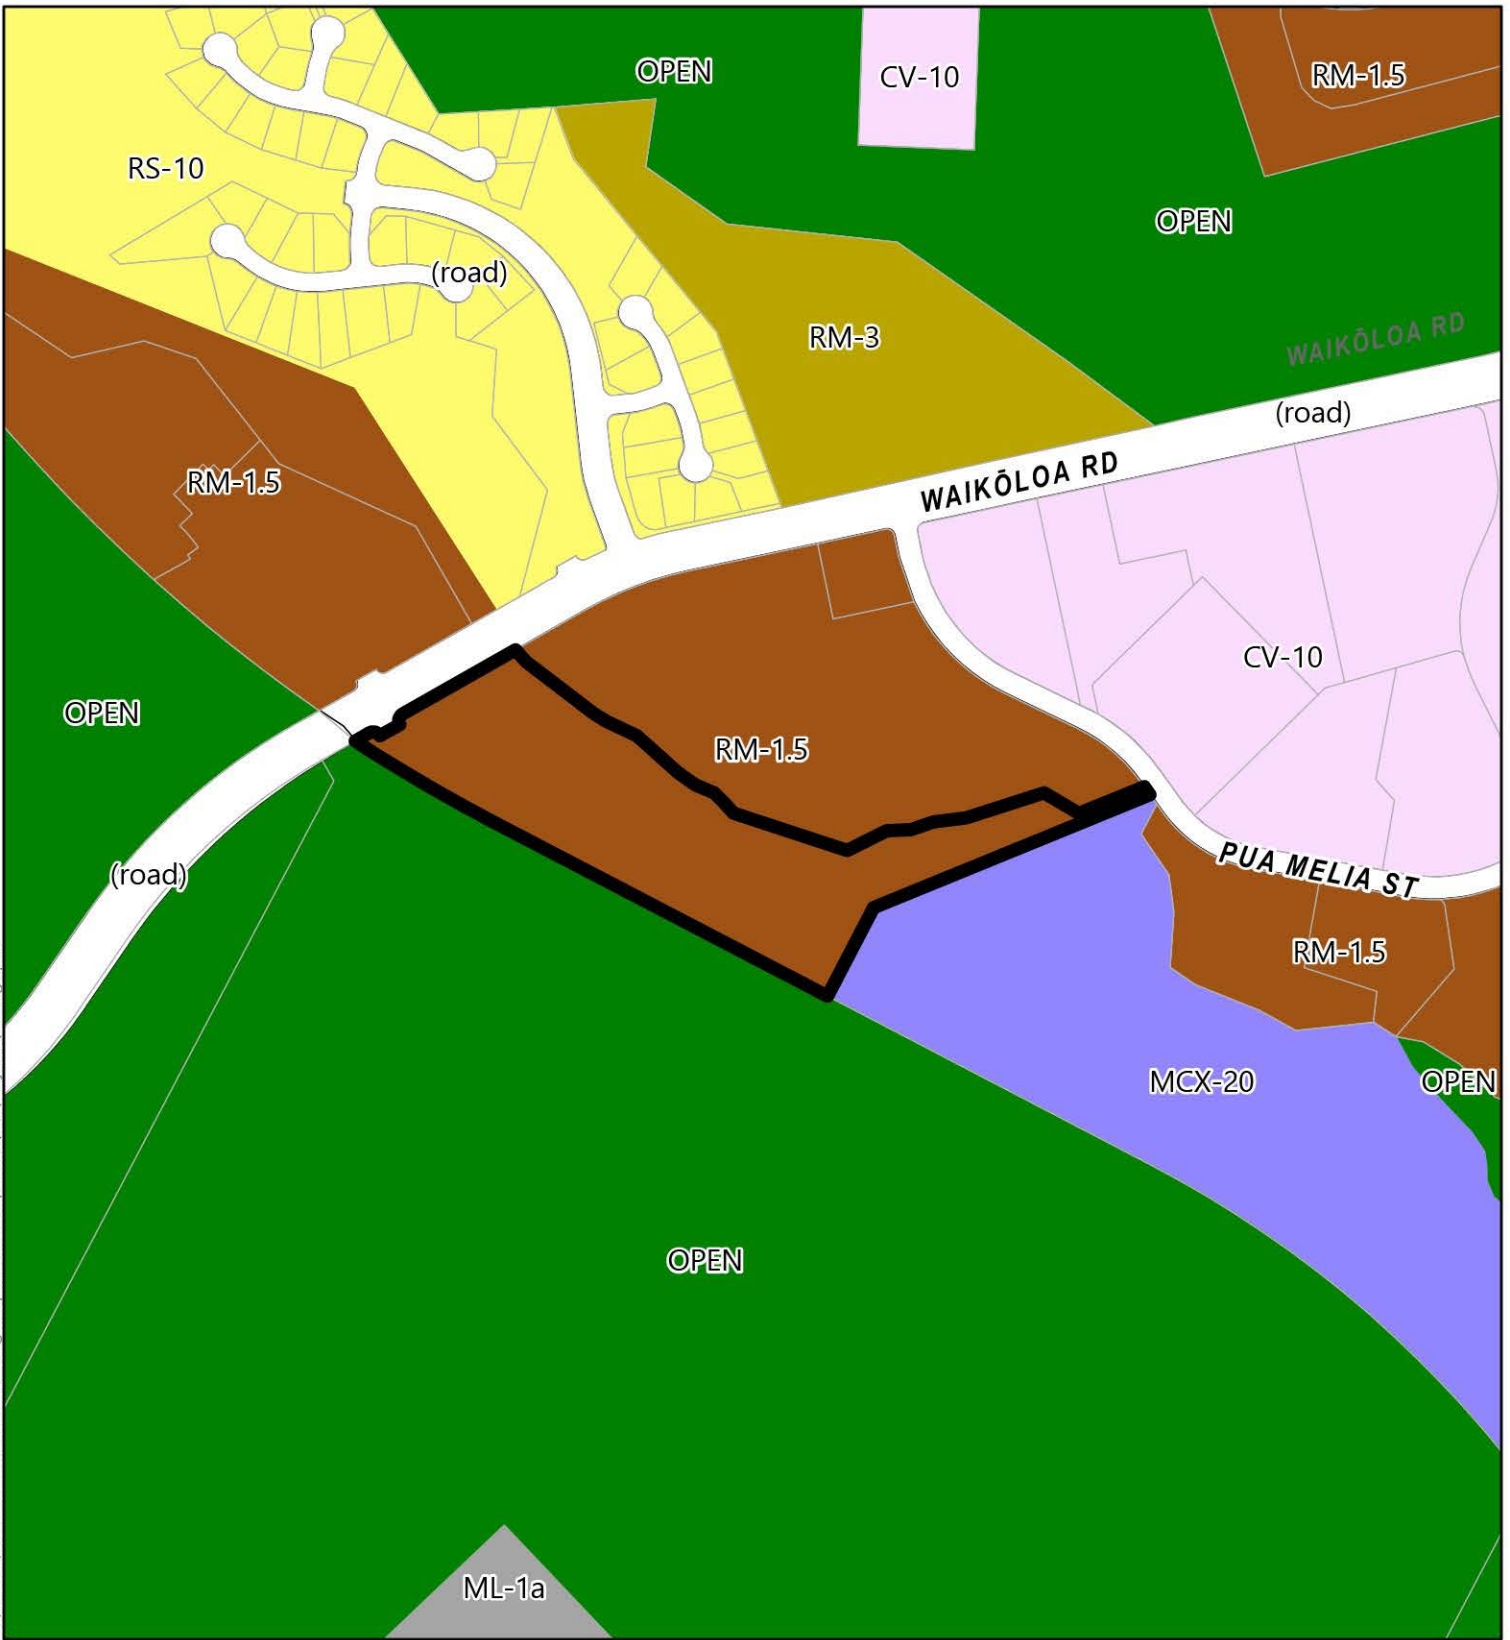 OPEN
CV-10
RM-1.5
RS-10
OPEN
(road)
RM-3
WAIKŌLOA RD
(road)
WAIKŌLOA RD
RM-1.5
CV-10
OPEN
RM-1.5
PUA MELIA ST
(road)
RM-1.5
MCX-20
OPEN
OPEN
ML-1a